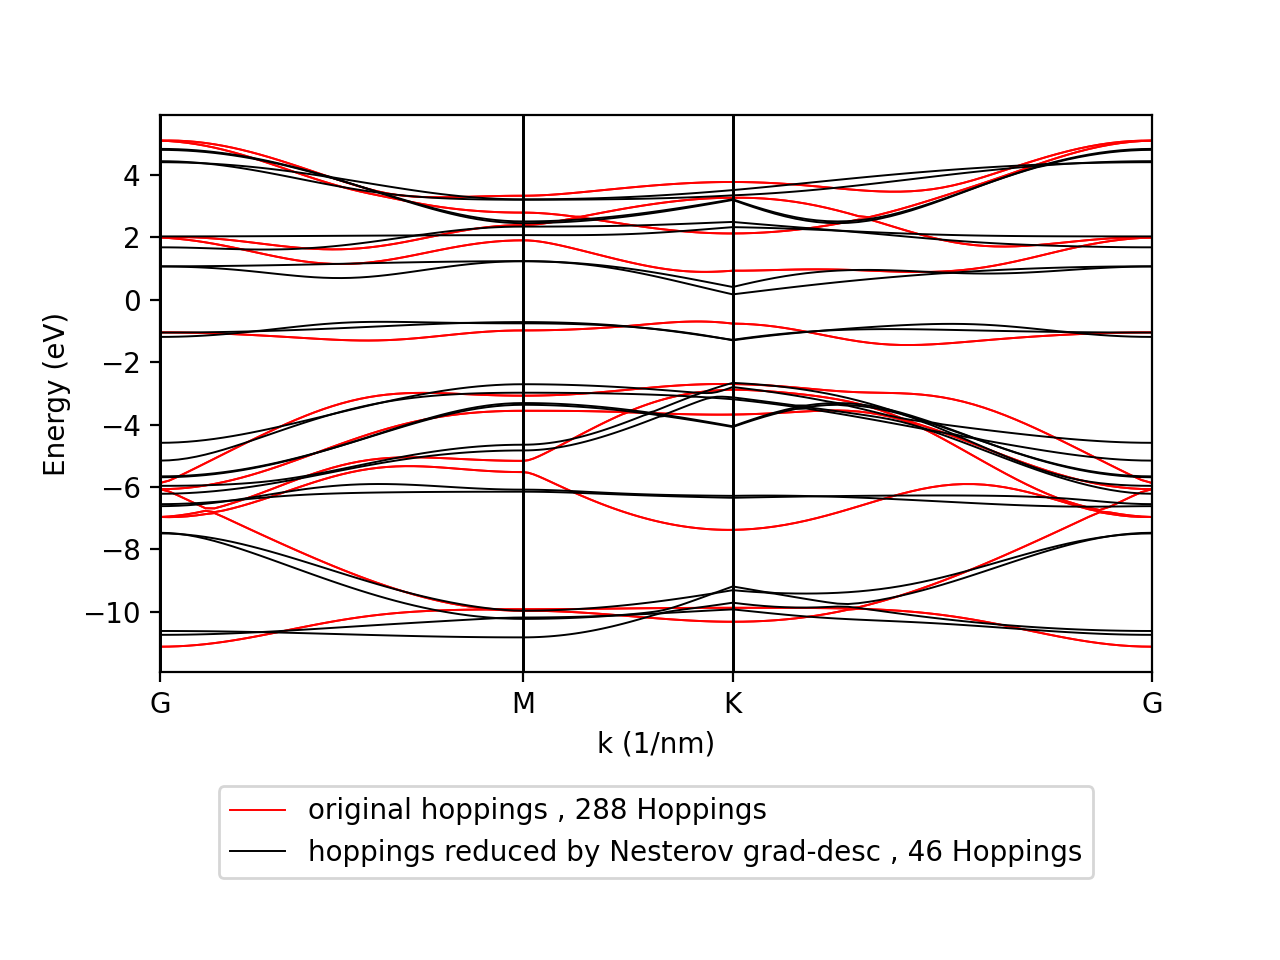 4
2
0
−2
−4
−6
−8
−10
Energy (eV)
G M K G
k (1/nm)
original hoppings , 288 Hoppings
hoppings reduced by Nesterov grad-desc , 46 Hoppings